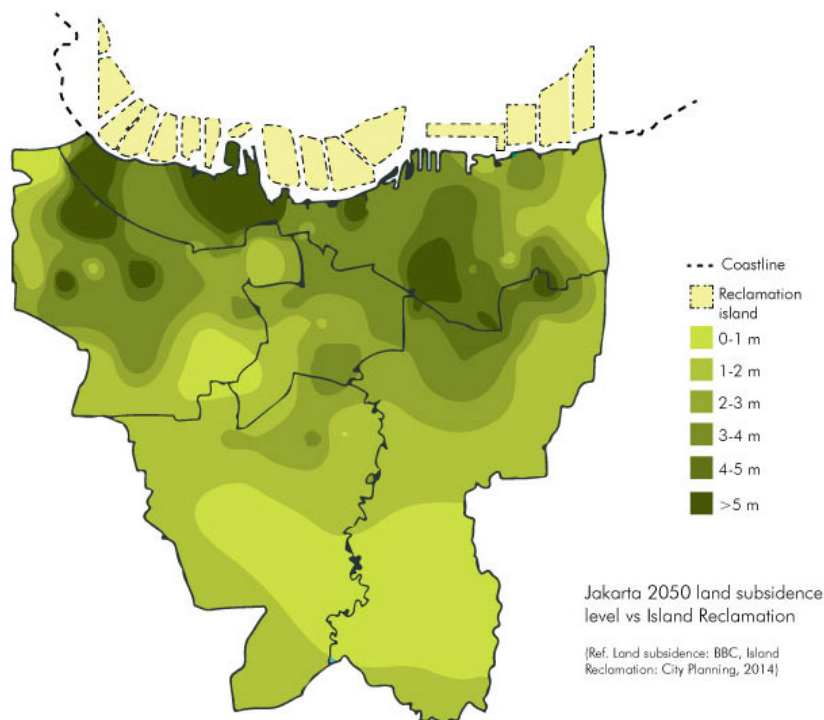 Coastline
Reclamation
island
0-1 m
1-2 m
2-3 m
3-4 m
4-5 m
>5 m
Jakarta 2050 land subsidence
level vs Island Reclamation
(Ref. Land subsidence: BBC, Island
Reclamation: City Planning, 2014)